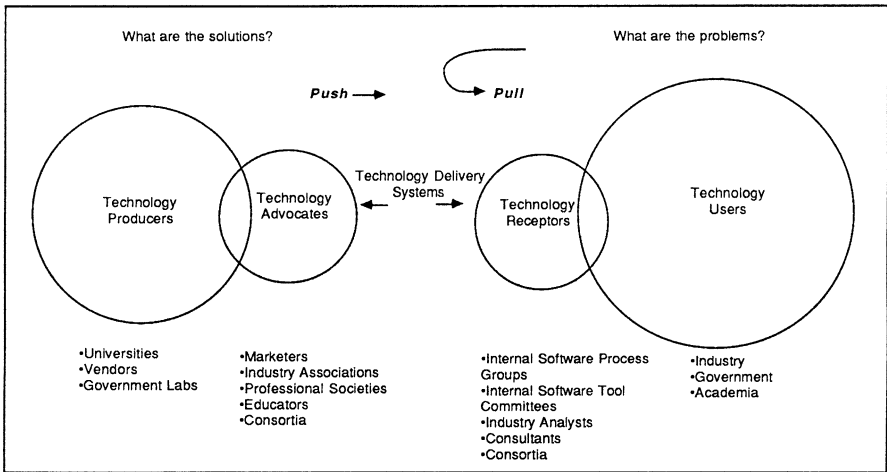 What are the solutions?
What are the problems?
Push
Pull
Technology
Producers
Technology
Advocates
Technology Delivery
Systems
Technology
Receptors
Technology
Users
•Universities
•Vendors
•Government Labs
•Marketers
•Industry Associations
•Professional Societies
•Educators
•Consortia
•Internal Software Process
Groups
•Internal Software Tool
Committees
•Industry Analysts
•Consultants
•Consortia
•Industry
•Government
•Academia